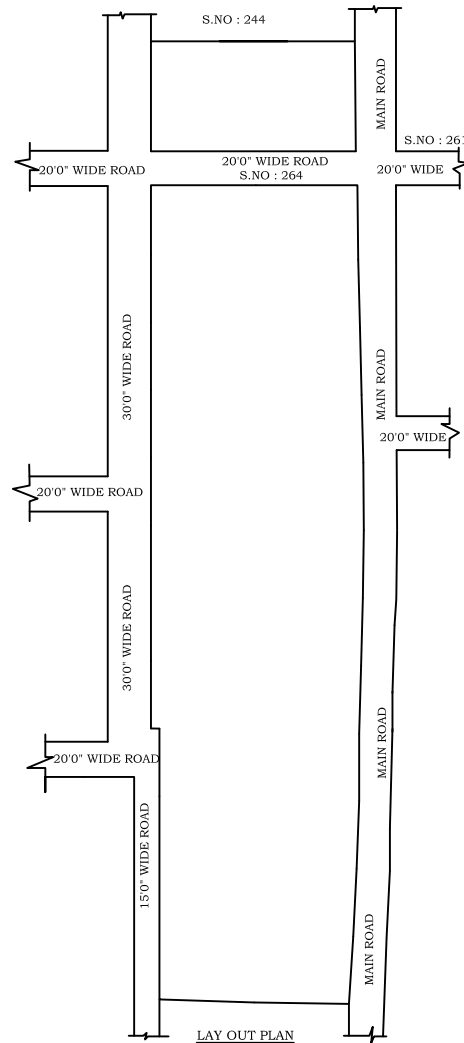 S.NO : 244
MAIN ROAD
S.NO : 261
20'0" WIDE ROAD
20'0" WIDE ROAD
20'0" WIDE
S.NO : 264
30'0" WIDE ROAD
MAIN ROAD
20'0" WIDE
20'0" WIDE ROAD
30'0" WIDE ROAD
MAIN ROAD
20'0" WIDE ROAD
15'0" WIDE ROAD
MAIN ROAD
LAY OUT PLAN